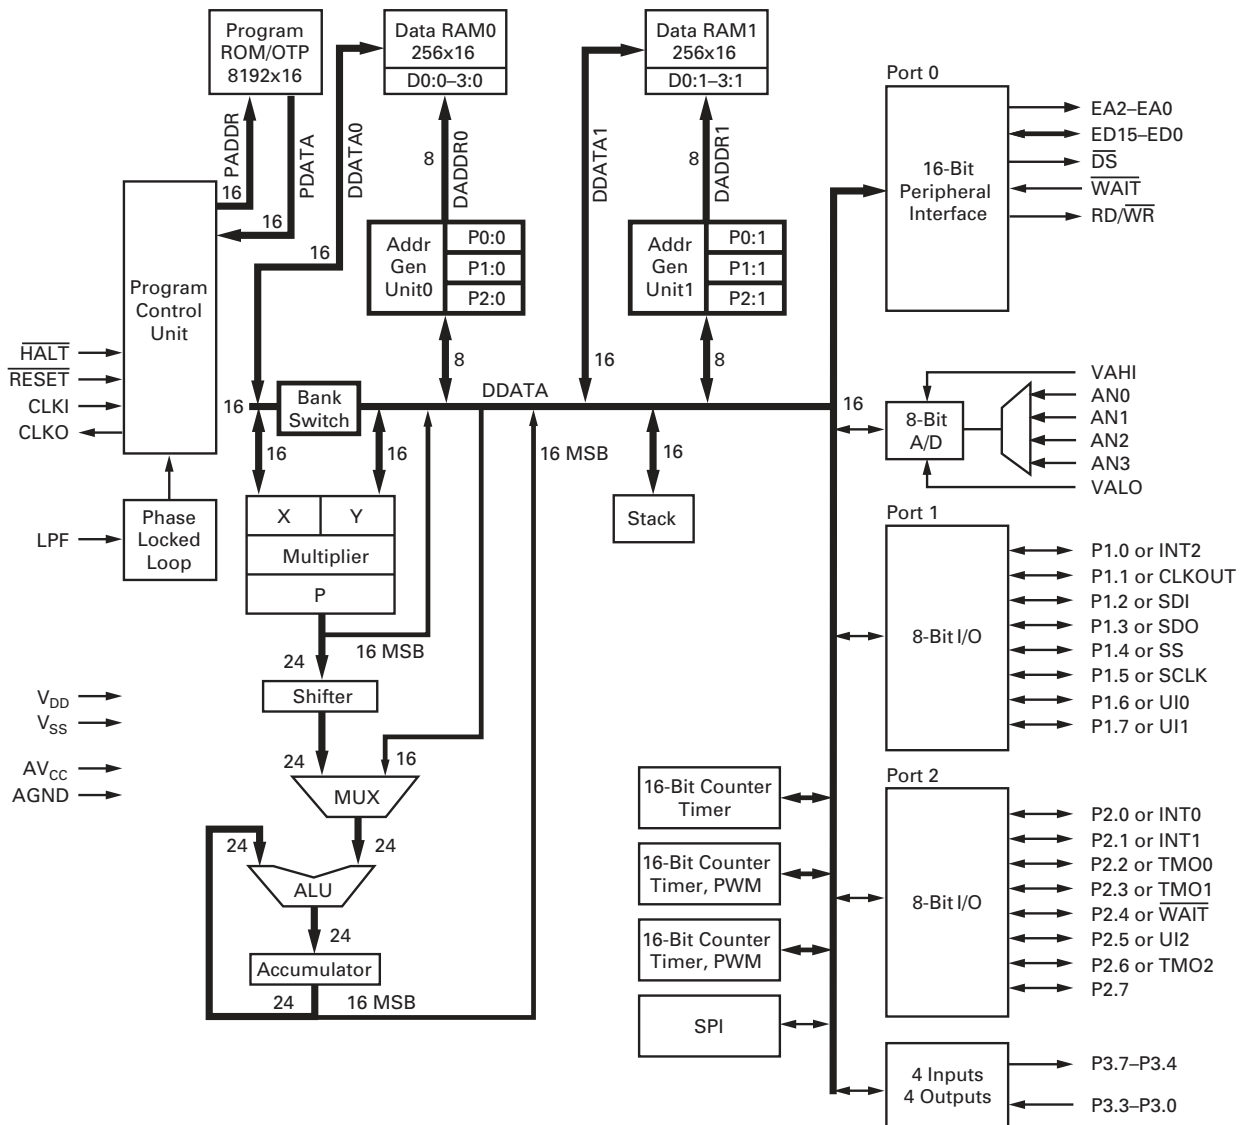 Program
ROM/OTP
8192x16
Data RAM0
256x16
D0:0–3:0
Data RAM1
256x16
D0:1–3:1
PADDR
16
PDATA
16
DDATA0
16
DADDR0
8
DDATA1
16
DADDR1
8
Program
Control
Unit
Addr
Gen
Unit0
P0:0
P1:0
P2:0
8
Addr
Gen
Unit1
P0:1
P1:1
P2:1
8
HALT
RESET
CLKI
CLKO
LPF
Phase
Locked
Loop
VDD
VSS
AVCC
AGND
16
Bank
Switch
DDATA
16
16
16
X
Y
Multiplier
P
16 MSB
24
Shifter
24
16
MUX
24
24
ALU
24
Accumulator
24
16 MSB
16 MSB
16
Stack
16-Bit Counter
Timer
16-Bit Counter
Timer, PWM
16-Bit Counter
Timer, PWM
SPI
Port 0
16-Bit
Peripheral
Interface
EA2–EA0
ED15–ED0
DS
WAIT
RD/WR
8-Bit
A/D
VAHI
AN0
AN1
AN2
AN3
VALO
Port 1
8-Bit I/O
P1.0 or INT2
P1.1 or CLKOUT
P1.2 or SDI
P1.3 or SDO
P1.4 or SS
P1.5 or SCLK
P1.6 or UI0
P1.7 or UI1
Port 2
8-Bit I/O
P2.0 or INT0
P2.1 or INT1
P2.2 or TMO0
P2.3 or TMO1
P2.4 or WAIT
P2.5 or UI2
P2.6 or TMO2
P2.7
4 Inputs
4 Outputs
P3.7–P3.4
P3.3–P3.0